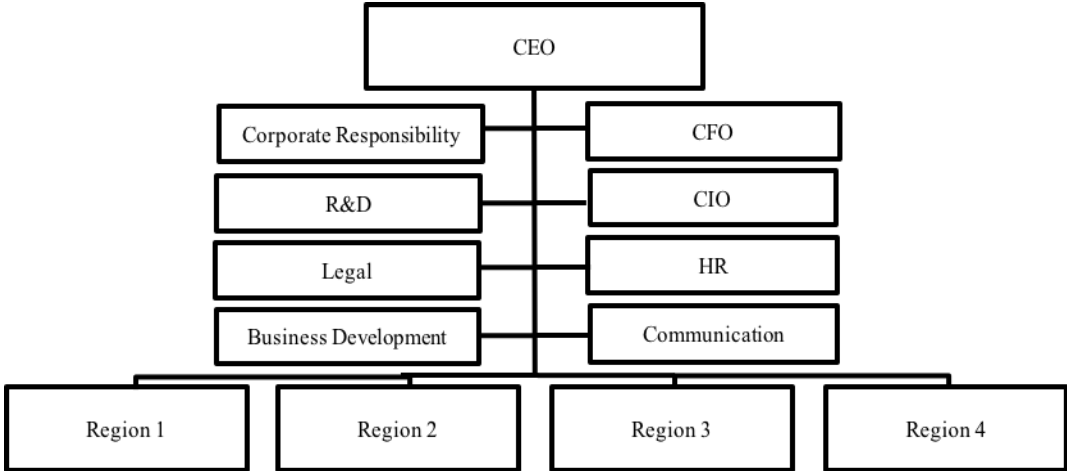 CEO
Corporate Responsibility
CFO
R&D
CIO
Legal
HR
Business Development
Communication
Region 1
Region 2
Region 3
Region 4